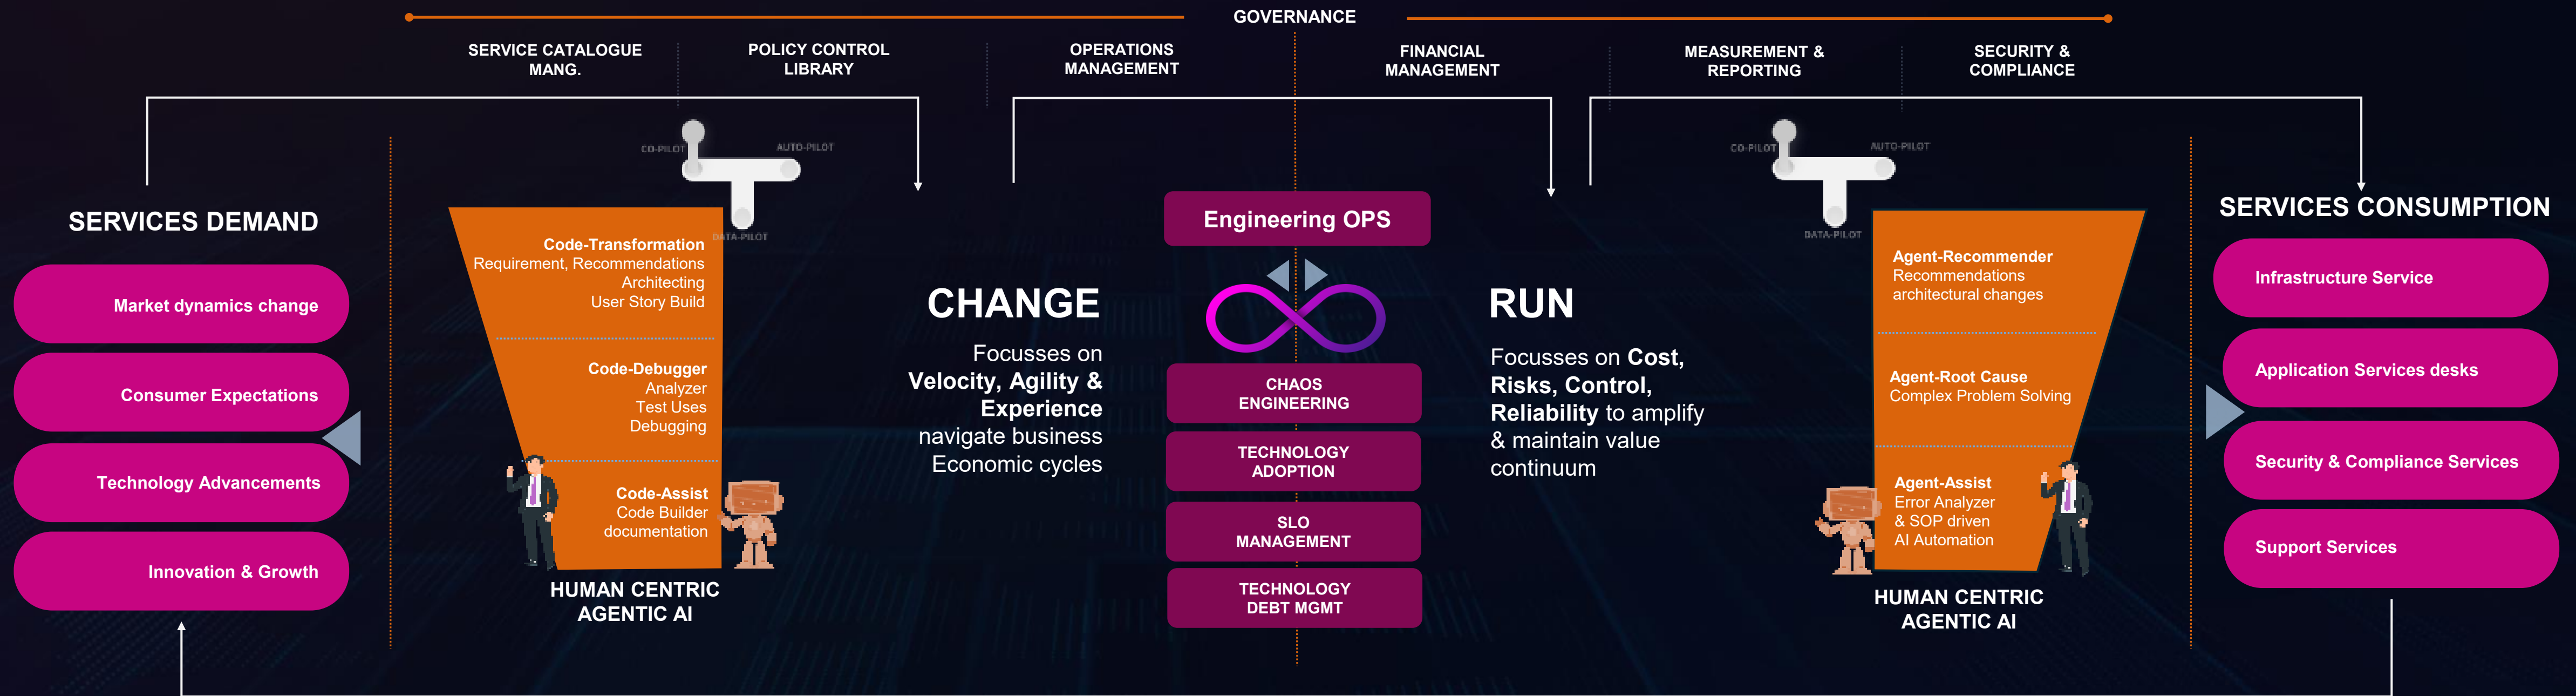 GOVERNANCE
SERVICE CATALOGUE
MANG.
POLICY CONTROL
LIBRARY
OPERATIONS
MANAGEMENT
FINANCIAL
MANAGEMENT
MEASUREMENT &
REPORTING
SECURITY &
COMPLIANCE
SERVICES DEMAND
Market dynamics change
Consumer Expectations
Technology Advancements
Innovation & Growth
CO-PILOT
AUTO-PILOT
DATA-PILOT
Code-Transformation
Requirement, Recommendations
Architecting
User Story Build
Code-Debugger
Analyzer
Test Uses
Debugging
Code-Assist
Code Builder
documentation
HUMAN CENTRIC
AGENTIC AI
CHANGE
Focusses on
Velocity, Agility &
Experience
navigate business
Economic cycles
Engineering OPS
CHAOS
ENGINEERING
TECHNOLOGY
ADOPTION
SLO
MANAGEMENT
TECHNOLOGY
DEBT MGMT
RUN
Focusses on Cost,
Risks, Control,
Reliability to amplify
& maintain value
continuum
CO-PILOT
AUTO-PILOT
DATA-PILOT
Agent-Recommender
Recommendations
architectural changes
Agent-Root Cause
Complex Problem Solving
Agent-Assist
Error Analyzer
& SOP driven
AI Automation
HUMAN CENTRIC
AGENTIC AI
SERVICES CONSUMPTION
Infrastructure Service
Application Services desks
Security & Compliance Services
Support Services